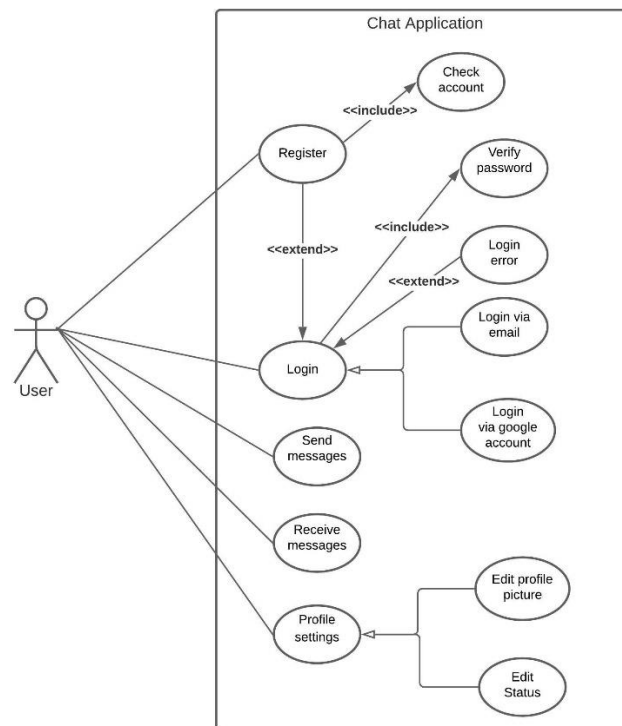 Chat Application
Check
account
<<include>>
Register
Verify
password
<<include>>
<<extend>>
Login
error
<<extend>>
Login via
email
User
Login
Login
via google
account
Send
messages
Receive
messages
Edit profile
picture
Profile
settings
Edit
Status